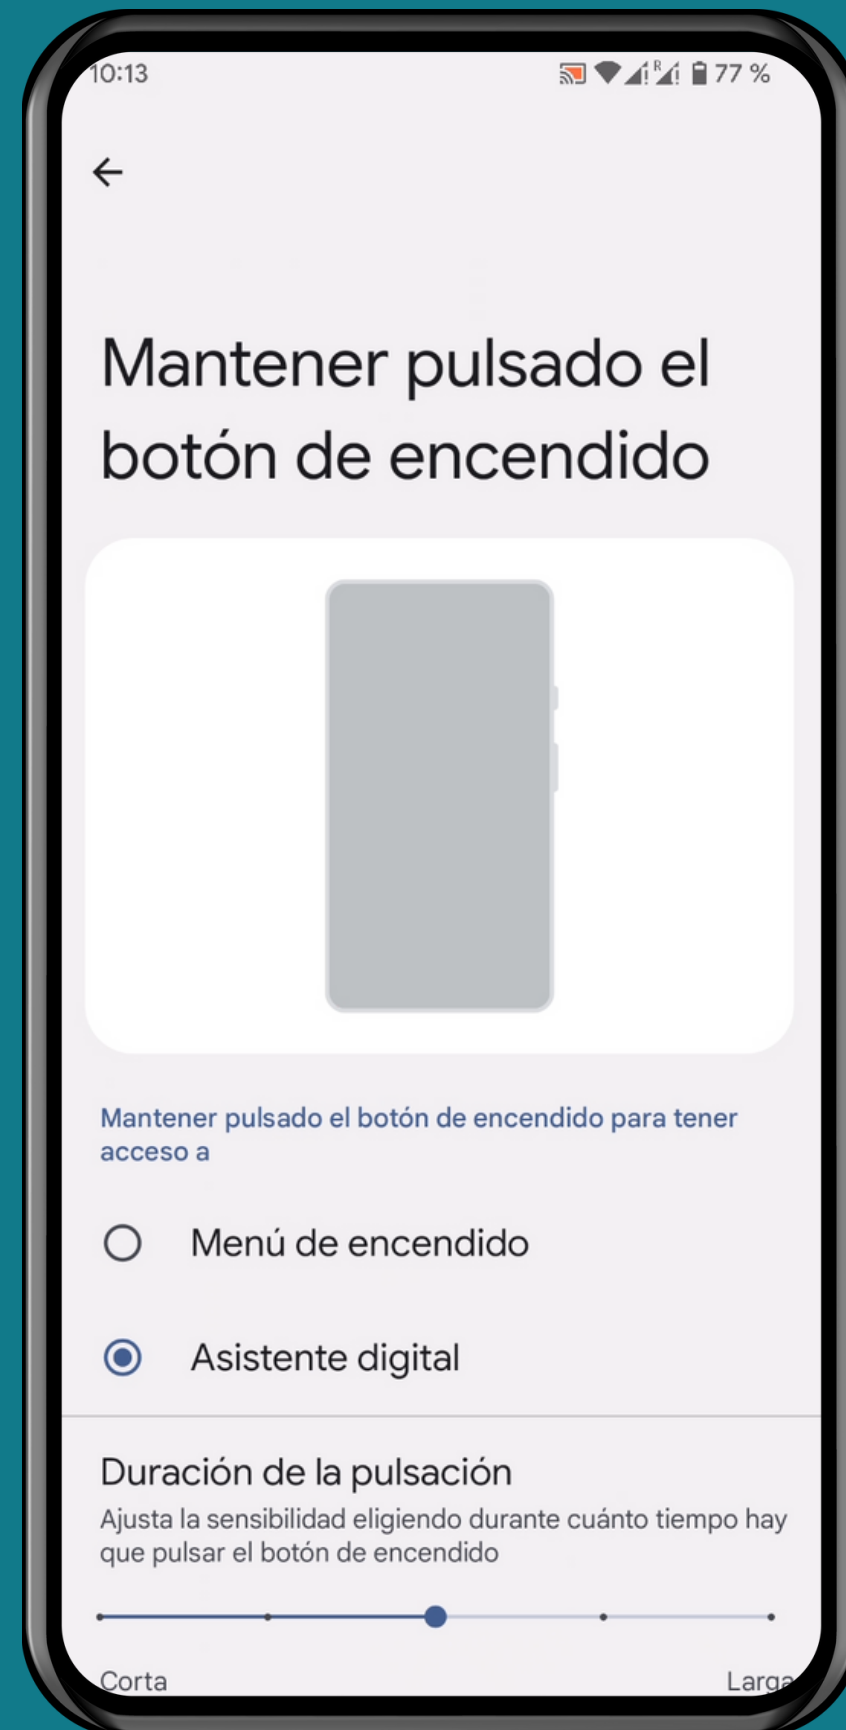 10:13 R 77 %
Mantener pulsado el
botón de encendido
Mantener pulsado el botón de encendido para tener
acceso a
Menú de encendido
Asistente digital
Duración de la pulsación
Ajusta la sensibilidad eligiendo durante cuánto tiempo hay
que pulsar el botón de encendido
Corta Larga